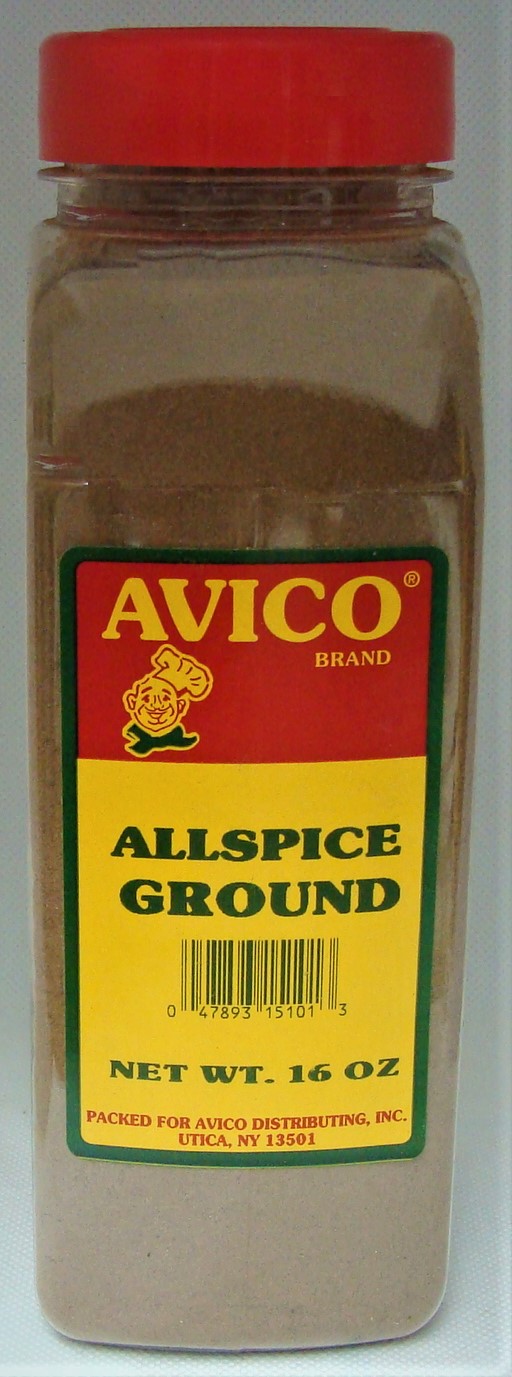 AVICO®
BRAND
ALLSPICE
GROUND
0 47893 15101 3
NET WT. 16 OZ
PACKED FOR AVICO DISTRIBUTING, INC.
UTICA, NY 13501